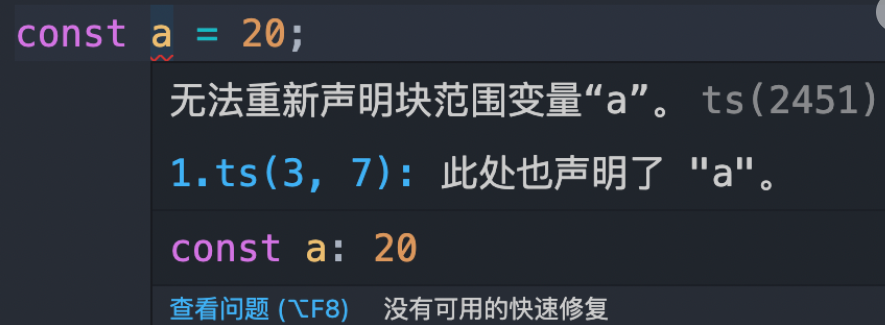 const a = 20;
无法重新声明块范围变量“a”。 ts(2451)
1.ts(3, 7): 此处也声明了 "a"。
const a: 20
查看问题 (⌥F8) 没有可用的快速修复